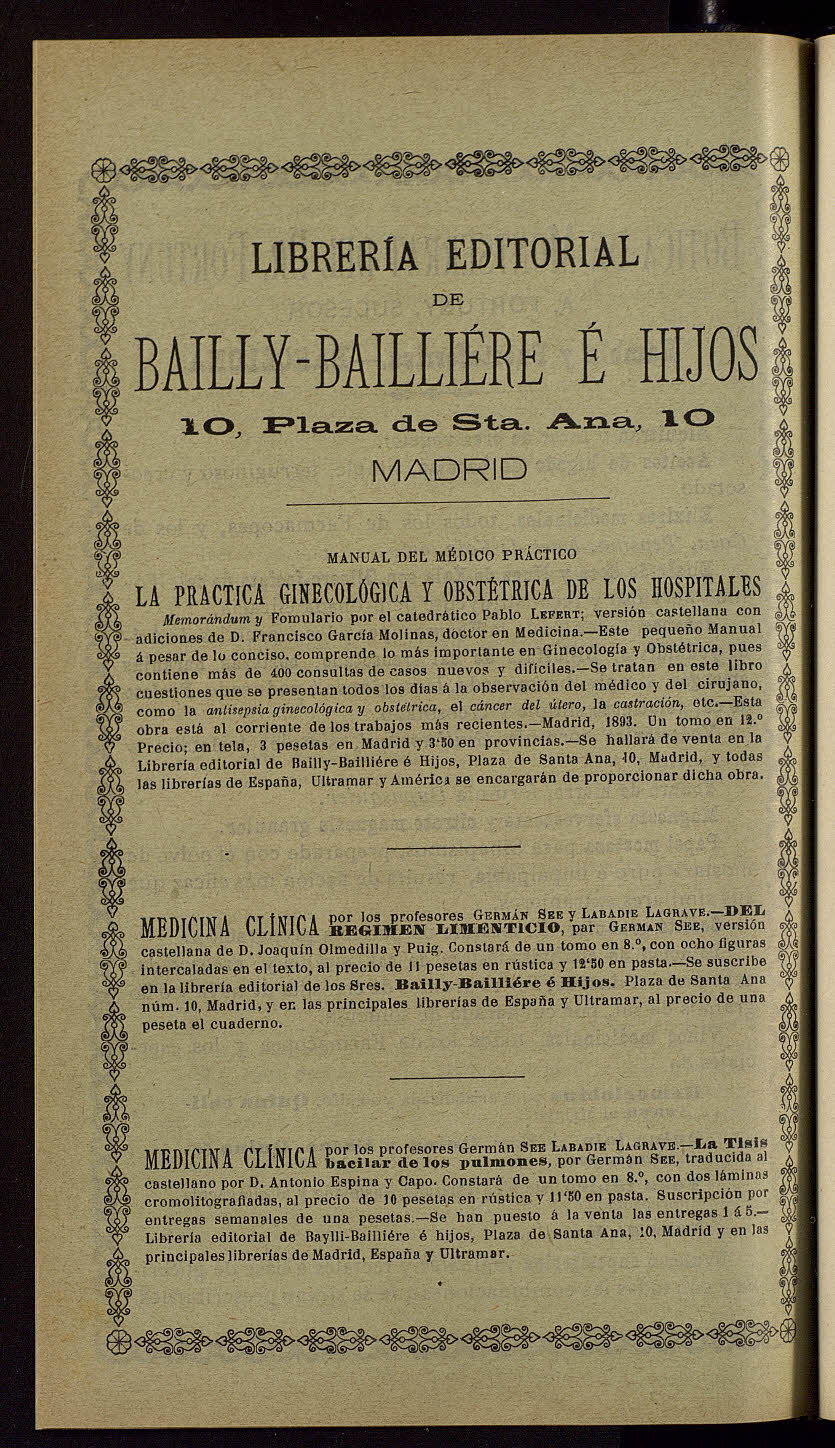 LIBRERÍA EDITORIAL
DE
BAILLY-BAILLIÉRE É HIJOS
10, Plaza de Sta. Ana, 10
MADRID
MANUAL DEL MÉDICO PRÁCTICO
LA PRACTICA GINECOLÓGICA Y OBSTÉTRICA DE LOS HOSPITALES
Memorándum y Fomulario por el catedrático Pablo LEFERT; versión castellana con
adiciones de D. Francisco García Molinas, doctor en Medicina.—Este pequeño Manual
á pesar de lo conciso, comprende lo más importante en Ginecología y Obstétrica, pues
contiene más de 400 consultas de casos nuevos y difíciles.—Se tratan en este libro
cuestiones que se presentan todos los días á la observación del médico y del cirujano,
como la antisepsia ginecológica y obstétrica, el cáncer del útero, la castración, etc.—Esta
obra está al corriente de los trabajos más recientes.—Madrid, 1893. Un tomo en 12.º
Precio; en tela, 3 pesetas en Madrid y 3'50 en provincias.—Se hallará de venta en la
Librería editorial de Bailly-Bailliére é Hijos, Plaza de Santa Ana, 10, Madrid, y todas
las librerías de España, Ultramar y América se encargarán de proporcionar dicha obra.
MEDICINA CLÍNICA por los profesores GERMÁN SEE y LABADIE LAGRAVE.—DEL
REGIMEN LIMENTICIO, par GERMAN SEE, versión
castellana de D. Joaquín Olmedilla y Puig. Constará de un tomo en 8.º, con ocho figuras
intercaladas en el texto, al precio de 11 pesetas en rústica y 12'50 en pasta.—Se suscribe
en la librería editorial de los Sres. Bailly-Bailliére é Hijos. Plaza de Santa Ana
núm. 10, Madrid, y en las principales librerías de España y Ultramar, al precio de una
peseta el cuaderno.
MEDICINA CLÍNICA por los profesores Germán SEE LABADIE LAGRAVE.—La Tisis
bacilar de los pulmones, por Germán SEE, traducida al
castellano por D. Antonio Espina y Capo. Constará de un tomo en 8.º, con dos láminas
cromolitografiadas, al precio de 10 pesetas en rústica y 11'50 en pasta. Suscripción por
entregas semanales de una pesetas.—Se han puesto á la venta las entregas 1 á 5.—
Librería editorial de Baylli-Bailliére é hijos, Plaza de Santa Ana, 10, Madrid y en las
principales librerías de Madrid, España y Ultramar.